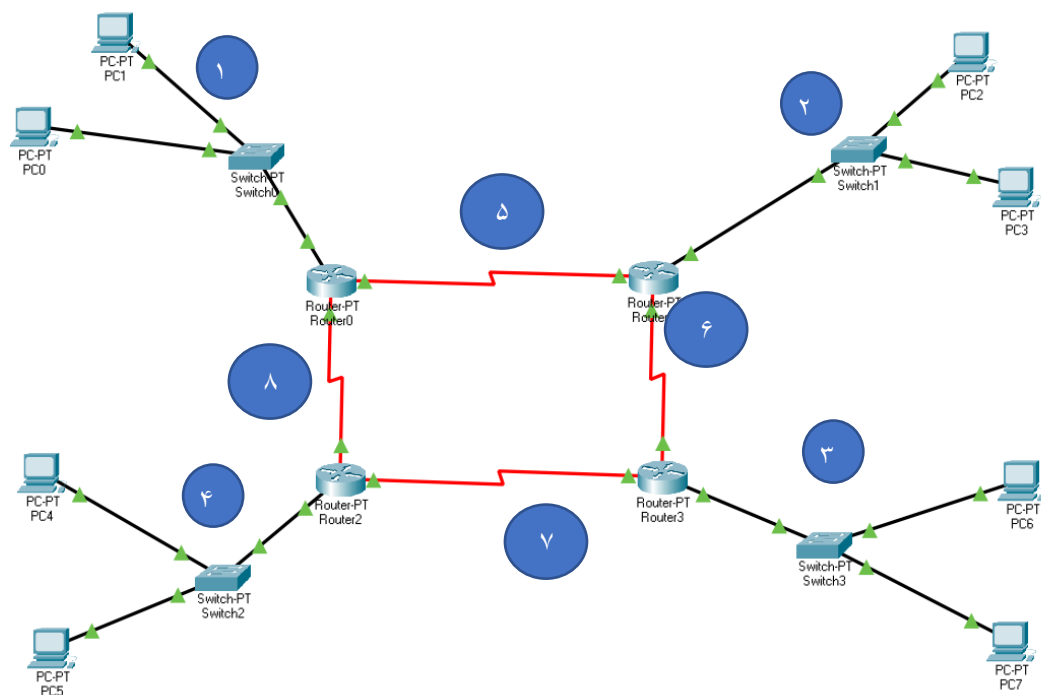 PC-PT
PC1
۱
PC-PT
PC0
Switch-PT
Switch0
PC-PT
PC2
۲
Switch-PT
Switch1
PC-PT
PC3
۵
Router-PT
Router0
Router-PT
۶
۸
۳
PC-PT
PC4
۴
Router-PT
Router2
Router-PT
Router3
PC-PT
PC6
۷
Switch-PT
Switch2
Switch-PT
Switch3
PC-PT
PC5
PC-PT
PC7